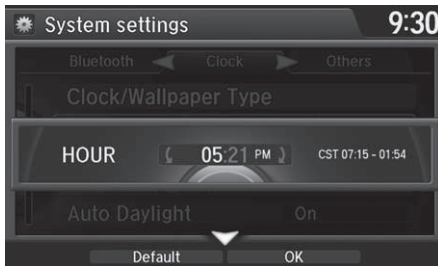 System settings 9:30
Bluetooth Clock Others
Clock/Wallpaper Type
HOUR 05:21 PM CST 07:15 - 01:54
Auto Daylight On
Default OK